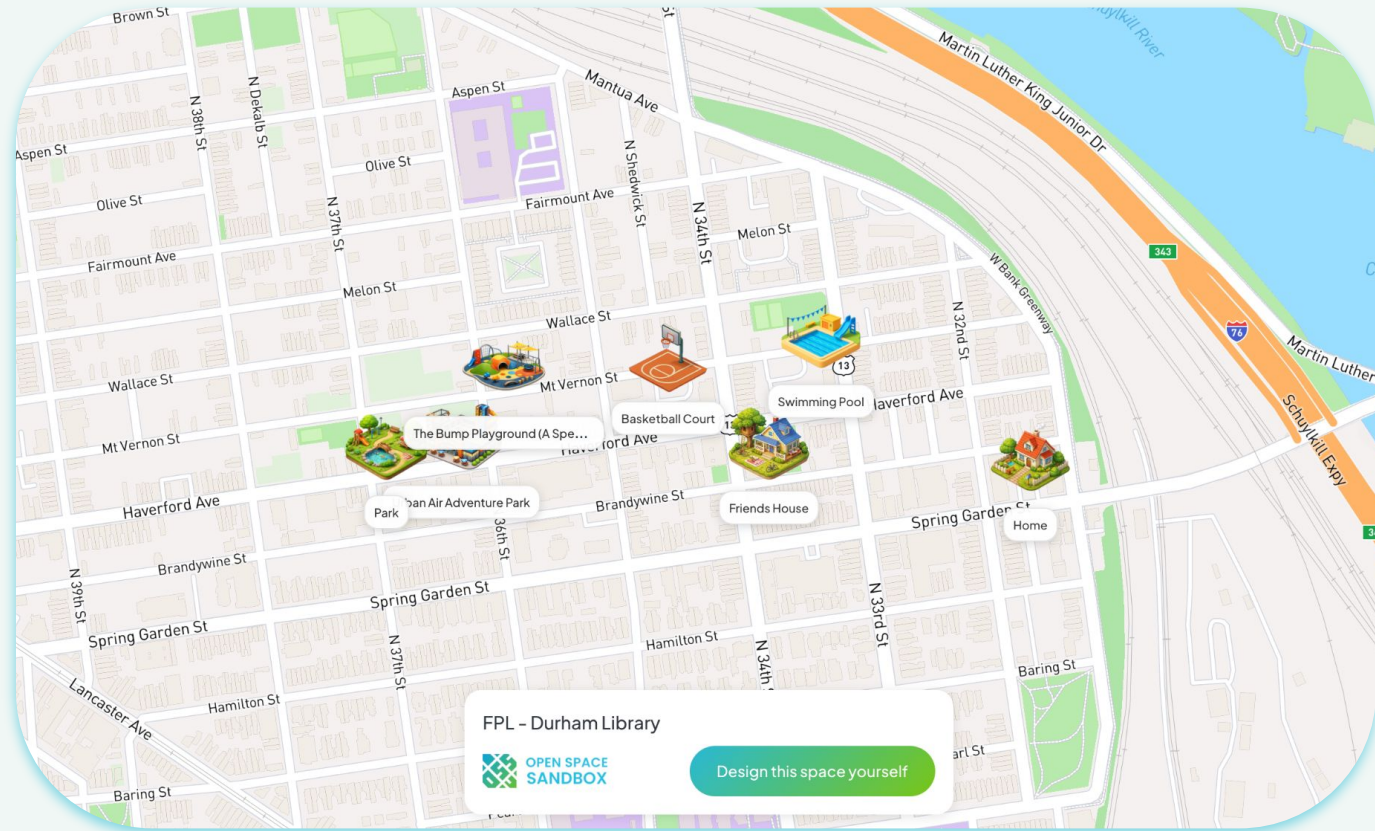 Brown St
N 38th St
N Dekalb St
Aspen St
Mantua Ave
Martin Luther King Junior Dr
Schuylkill River
Aspen St
Olive St
N Shedwick St
Olive St
Fairmount Ave
N 37th St
N 34th St
Melon St
Fairmount Ave
343
W Bank Greenway
Melon St
N 32nd St
76
Wallace St
Martin Luther
13
Wallace St
Mt Vernon St
Swimming Pool
Haverford Ave
Basketball Court
The Bump Playground (A Spe...
Mt Vernon St
Haverford Ave
Schuylkill Expy
Park
ban Air Adventure Park
Brandywine St
Friends House
Haverford Ave
Spring Garden St
Home
36th St
Brandywine St
N 39th St
Spring Garden St
N 33rd St
Spring Garden St
N 37th St
Hamilton St
N 34th
Baring St
Lancaster Ave
Hamilton St
FPL - Durham Library
OPEN SPACE
SANDBOX
Design this space yourself
arl St
Baring St